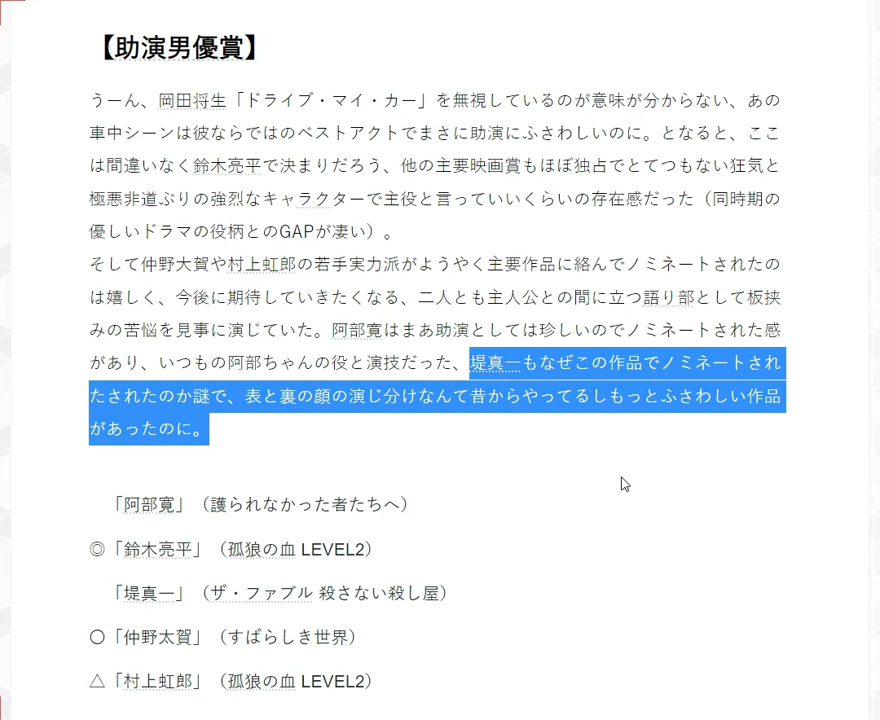 【助演男優賞】
うーん、岡田将生「ドライブ・マイ・カー」を無視しているのが意味が分からない、あの
車中シーンは彼ならではのベストアクトでまさに助演にふさわしいのに。となると、ここ
は間違いなく鈴木亮平で決まりだろう、他の主要映画賞もほぼ独占でとてつもない狂気と
極悪非道ぶりの強烈なキャラクターで主役と言っていいくらいの存在感だった（同時期の
優しいドラマの役柄とのGAPが凄い）。
そして仲野大賀や村上虹郎の若手実力派がようやく主要作品に絡んでノミネートされたの
は嬉しく、今後に期待していきたくなる、二人とも主人公との間に立つ語り部として板挟
みの苦悩を見事に演じていた。阿部寛はまあ助演としては珍しいのでノミネートされた感
があり、いつもの阿部ちゃんの役と演技だった、堤真一もなぜこの作品でノミネートされ
たされたのか謎で、表と裏の顔の演じ分けなんて昔からやってるしもっとふさわしい作品
があったのに。
「阿部寛」（護られなかった者たちへ）
◎「鈴木亮平」（孤狼の血 LEVEL2）
「堤真一」（ザ・ファブル 殺さない殺し屋）
〇「仲野太賀」（すばらしき世界）
△「村上虹郎」（孤狼の血 LEVEL2）